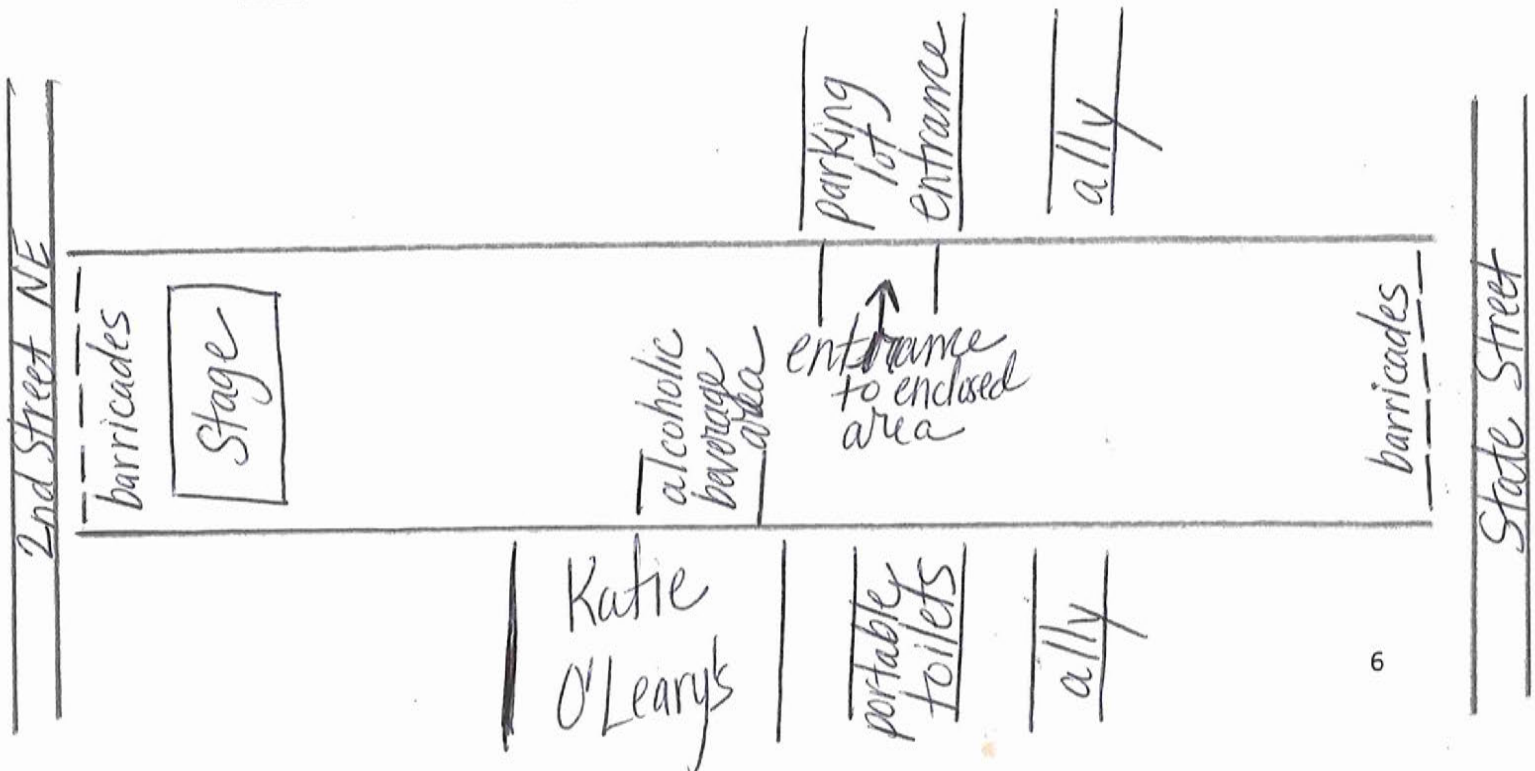 parking
lot
entrance
ally
2nd Street NE
barricades
Stage
alcoholic
beverage
area
entrance
to enclosed
area
barricades
State Street
Katie
O'Leary's
portable
toilets
ally
6